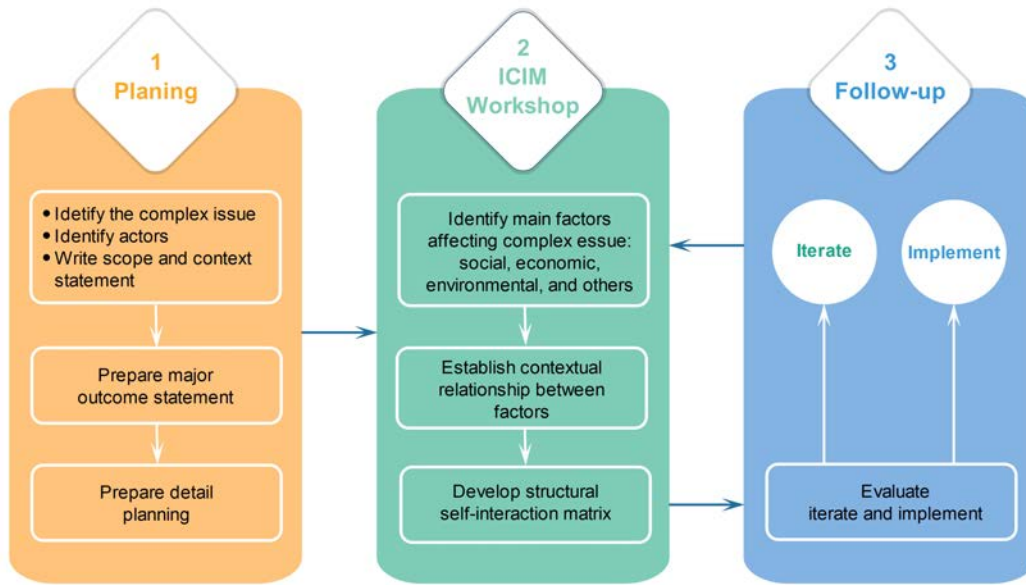 1
Planing
• Idetify the complex issue
• Identify actors
• Write scope and context
statement
Prepare major
outcome statement
Prepare detail
planning
2
ICIM
Workshop
Identify main factors
affecting complex essue:
social, economic,
environmental, and others
Establish contextual
relationship between
factors
Develop structural
self-interaction matrix
3
Follow-up
Iterate
Implement
Evaluate
iterate and implement